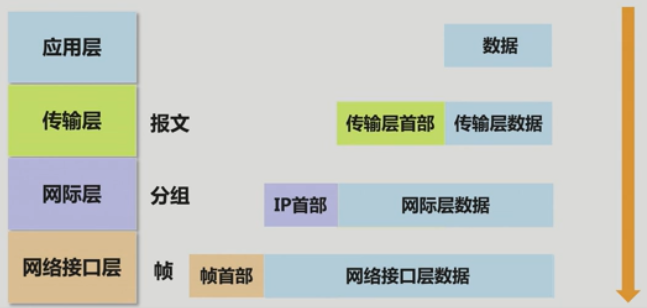 应用层
数据
传输层
报文
传输层首部
传输层数据
网际层
分组
IP首部
网际层数据
网络接口层
帧
帧首部
网络接口层数据